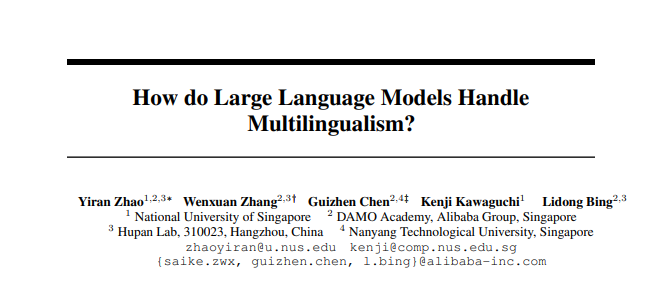 How do Large Language Models Handle
Multilingualism?
Yiran Zhao1,2,3* Wenxuan Zhang2,3† Guizhen Chen2,4‡ Kenji Kawaguchi1 Lidong Bing2,3
1 National University of Singapore 2 DAMO Academy, Alibaba Group, Singapore
3 Hupan Lab, 310023, Hangzhou, China 4 Nanyang Technological University, Singapore
zhaoyiran@u.nus.edu kenji@comp.nus.edu.sg
{saike.zwx, guizhen.chen, l.bing}@alibaba-inc.com